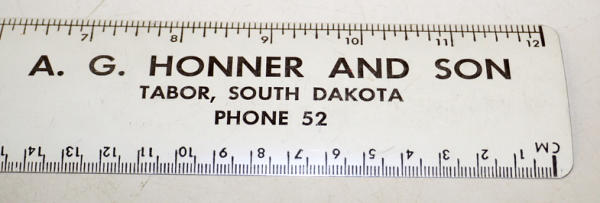 7 8 9 10 11 12
A. G. HONNER AND SON
TABOR, SOUTH DAKOTA
PHONE 52
CM 1 2 3 4 5 6 7 8 9 10 11 12 13 14